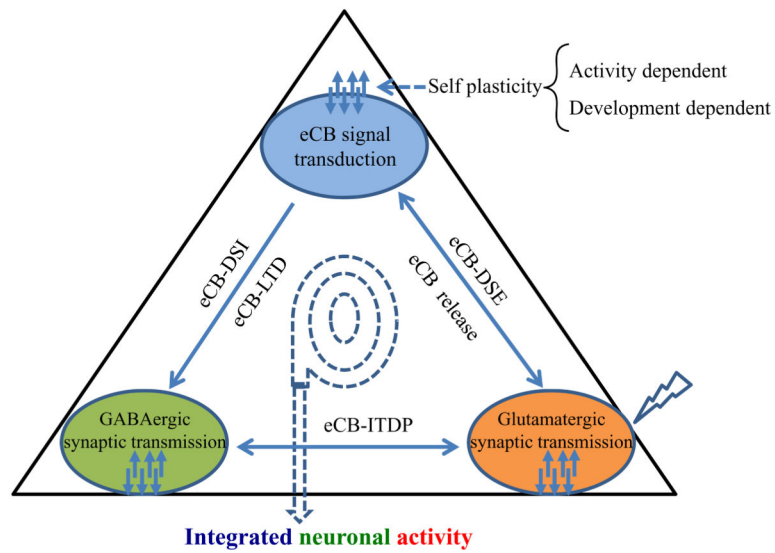 Self plasticity
Activity dependent
Development dependent
eCB signal
transduction
eCB-DSI
eCB-LTD
eCB-DSE
eCB release
GABAergic
synaptic transmission
eCB-ITDP
Glutamatergic
synaptic transmission
Integrated neuronal activity